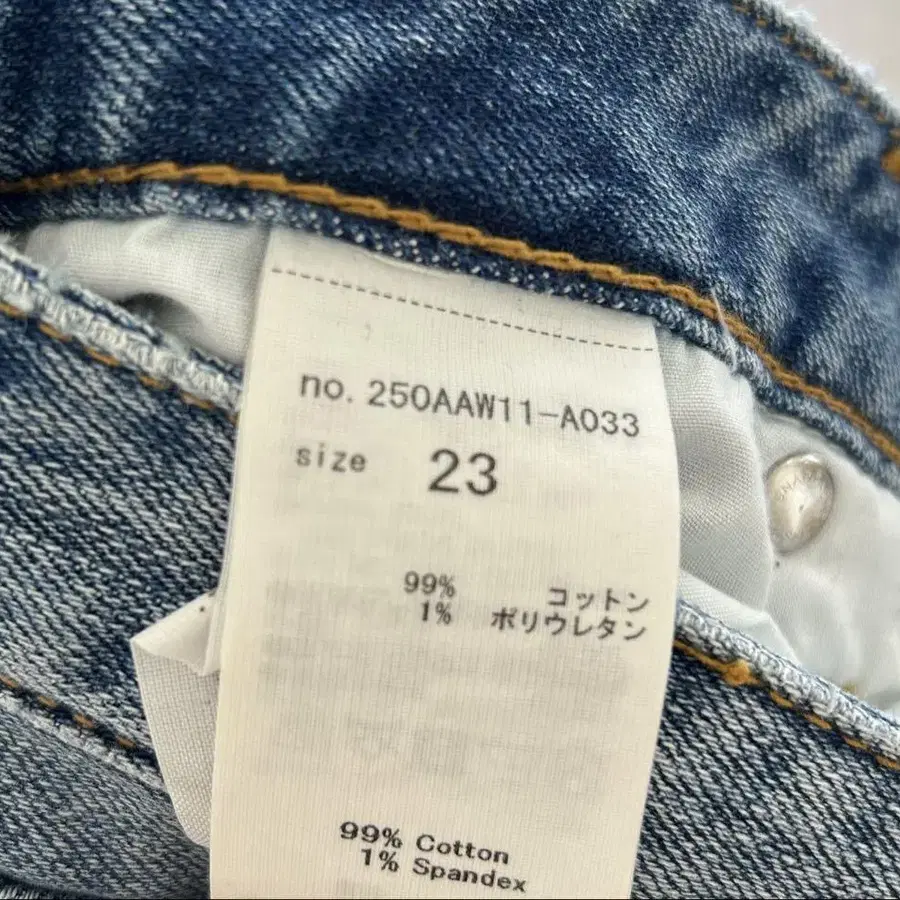 no. 250AAW11-A033
size 23
99% コットン
1% ポリウレタン
99% Cotton
1% Spandex